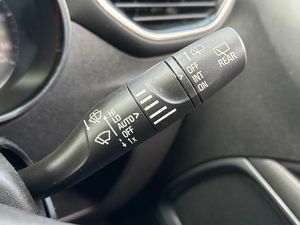 OFF
INT
ON
REAR
HI
LO
AUTO
OFF
1x